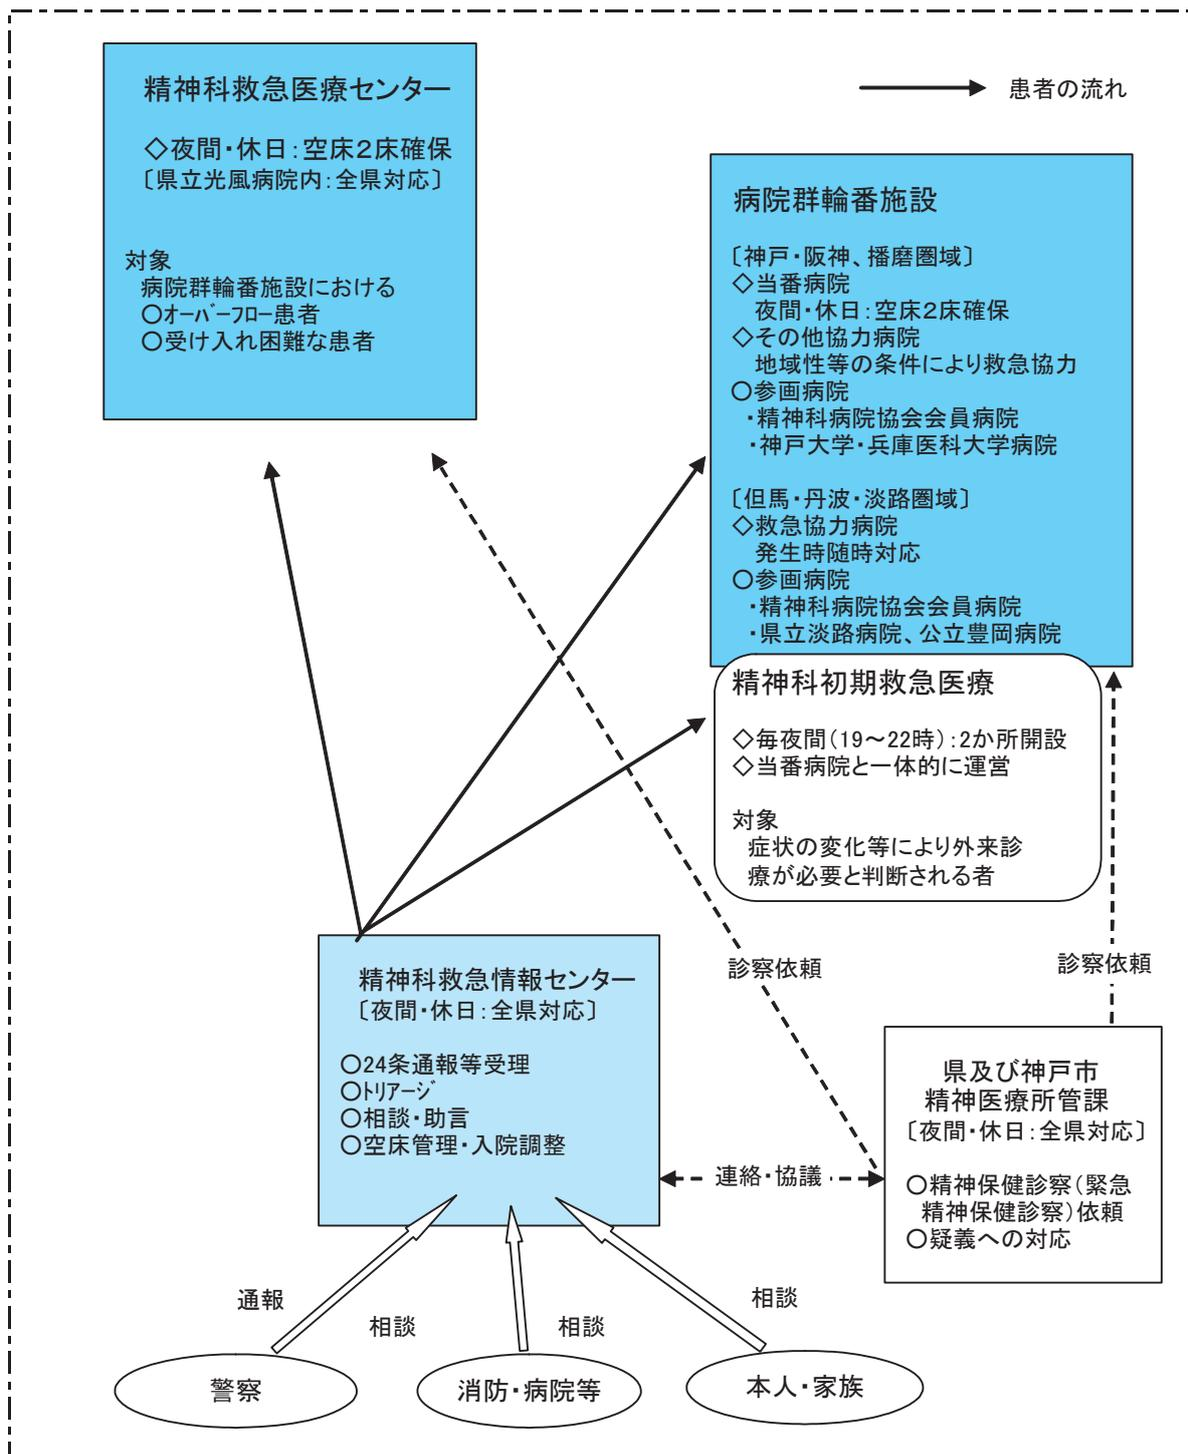 精神科救急医療センター
◇夜間・休日：空床２床確保
〔県立光風病院内：全県対応〕
対象
病院群輪番施設における
○ｵｰﾊﾞｰﾌﾛｰ患者
○受け入れ困難な患者
患者の流れ
病院群輪番施設
〔神戸・阪神、播磨圏域〕
◇当番病院
夜間・休日：空床２床確保
◇その他協力病院
地域性等の条件により救急協力
○参画病院
・精神科病院協会会員病院
・神戸大学・兵庫医科大学病院
〔但馬・丹波・淡路圏域〕
◇救急協力病院
発生時随時対応
○参画病院
・精神科病院協会会員病院
・県立淡路病院、公立豊岡病院
精神科初期救急医療
◇毎夜間（19～22時）：2か所開設
◇当番病院と一体的に運営
対象
症状の変化等により外来診
療が必要と判断される者
精神科救急情報センター
〔夜間・休日：全県対応〕
○24条通報等受理
○ﾄﾘｱｰｼﾞ
○相談・助言
○空床管理・入院調整
診察依頼
診察依頼
県及び神戸市
精神医療所管課
〔夜間・休日：全県対応〕
○精神保健診察（緊急
精神保健診察）依頼
○疑義への対応
連絡・協議
通報
相談
相談
相談
警察
消防・病院等
本人・家族